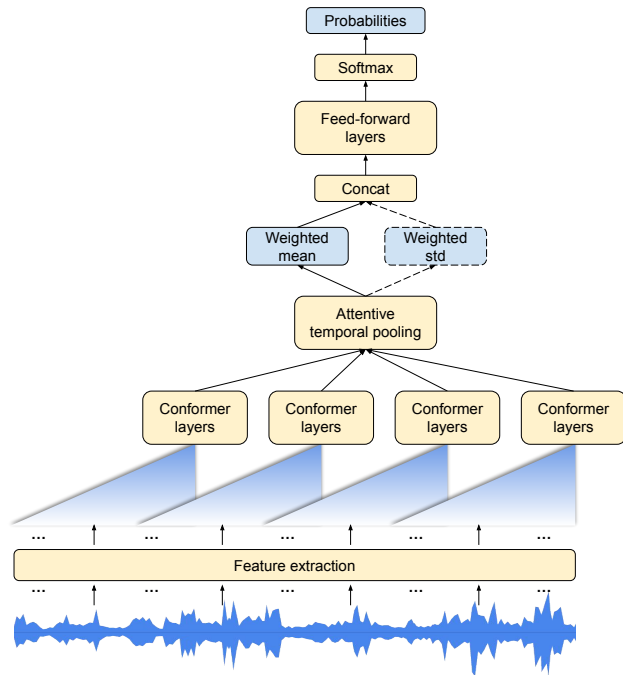 Probabilities
Softmax
Feed-forward
layers
Concat
Weighted
mean
Weighted
std
Attentive
temporal pooling
Conformer
layers
Conformer
layers
Conformer
layers
Conformer
layers
... ... ... ... ...
Feature extraction
... ... ... ... ...